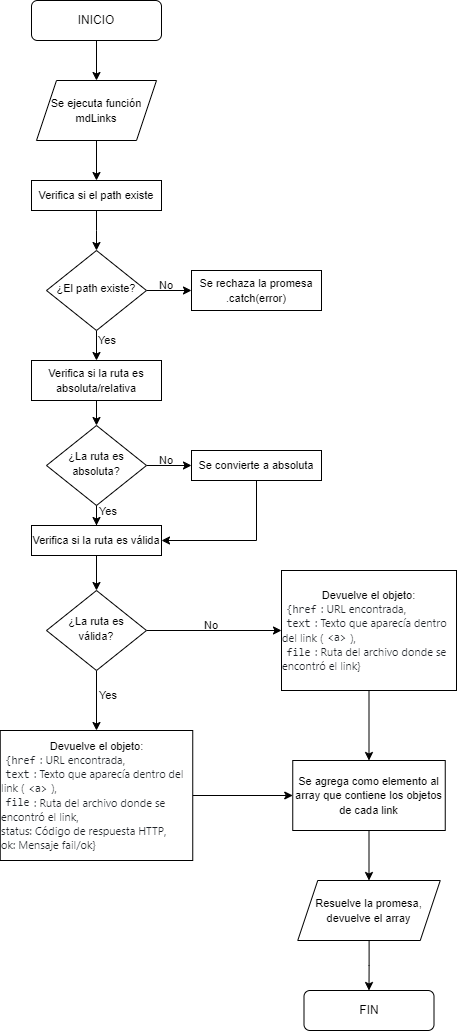 INICIO
Se ejecuta función
mdLinks
Verifica si el path existe
¿El path existe?
No
Se rechaza la promesa
.catch(error)
Yes
Verifica si la ruta es
absoluta/relativa
¿La ruta es
absoluta?
No
Se convierte a absoluta
Yes
Verifica si la ruta es válida
¿La ruta es
válida?
No
Devuelve el objeto:
{href : URL encontrada,
text : Texto que aparecía dentro
del link ( <a> ),
file : Ruta del archivo donde se
encontró el link}
Yes
Devuelve el objeto:
{href : URL encontrada,
text : Texto que aparecía dentro del
link ( <a> ),
file : Ruta del archivo donde se
encontró el link,
status: Código de respuesta HTTP,
ok: Mensaje fail/ok}
Se agrega como elemento al
array que contiene los objetos
de cada link
Resuelve la promesa,
devuelve el array
FIN